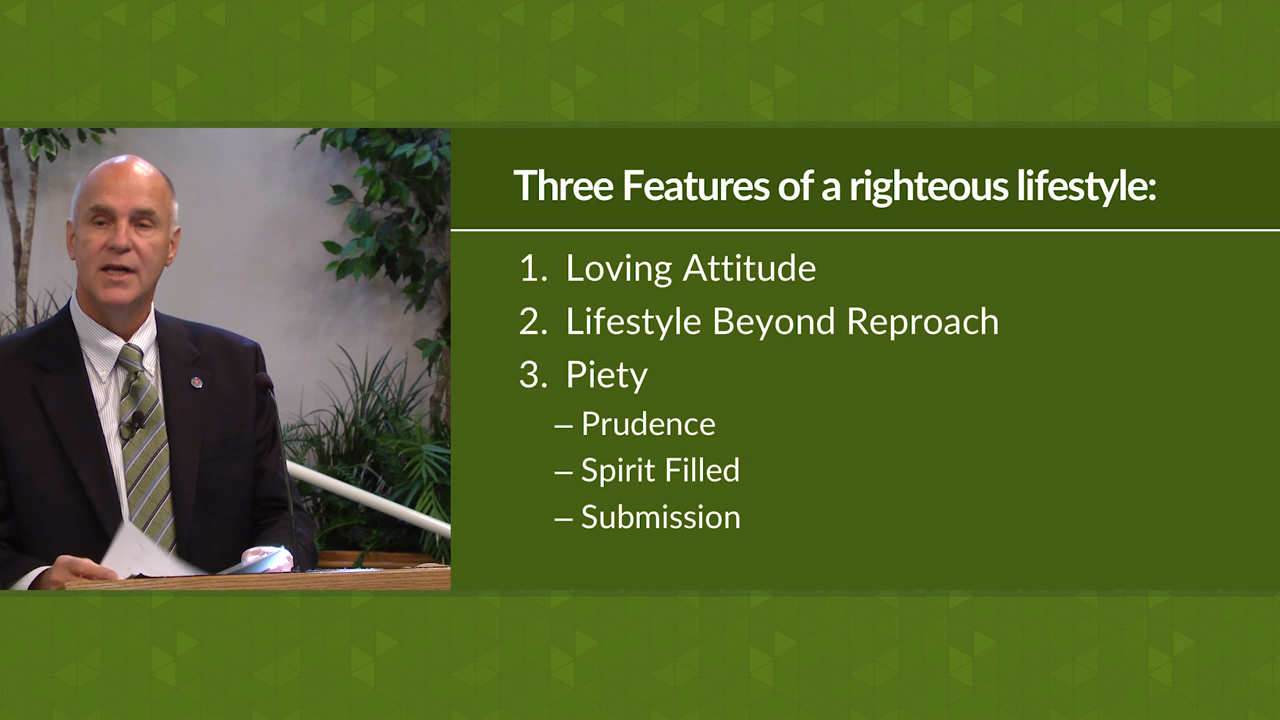 Three Features of a righteous lifestyle:
1. Loving Attitude
2. Lifestyle Beyond Reproach
3. Piety
– Prudence
– Spirit Filled
– Submission